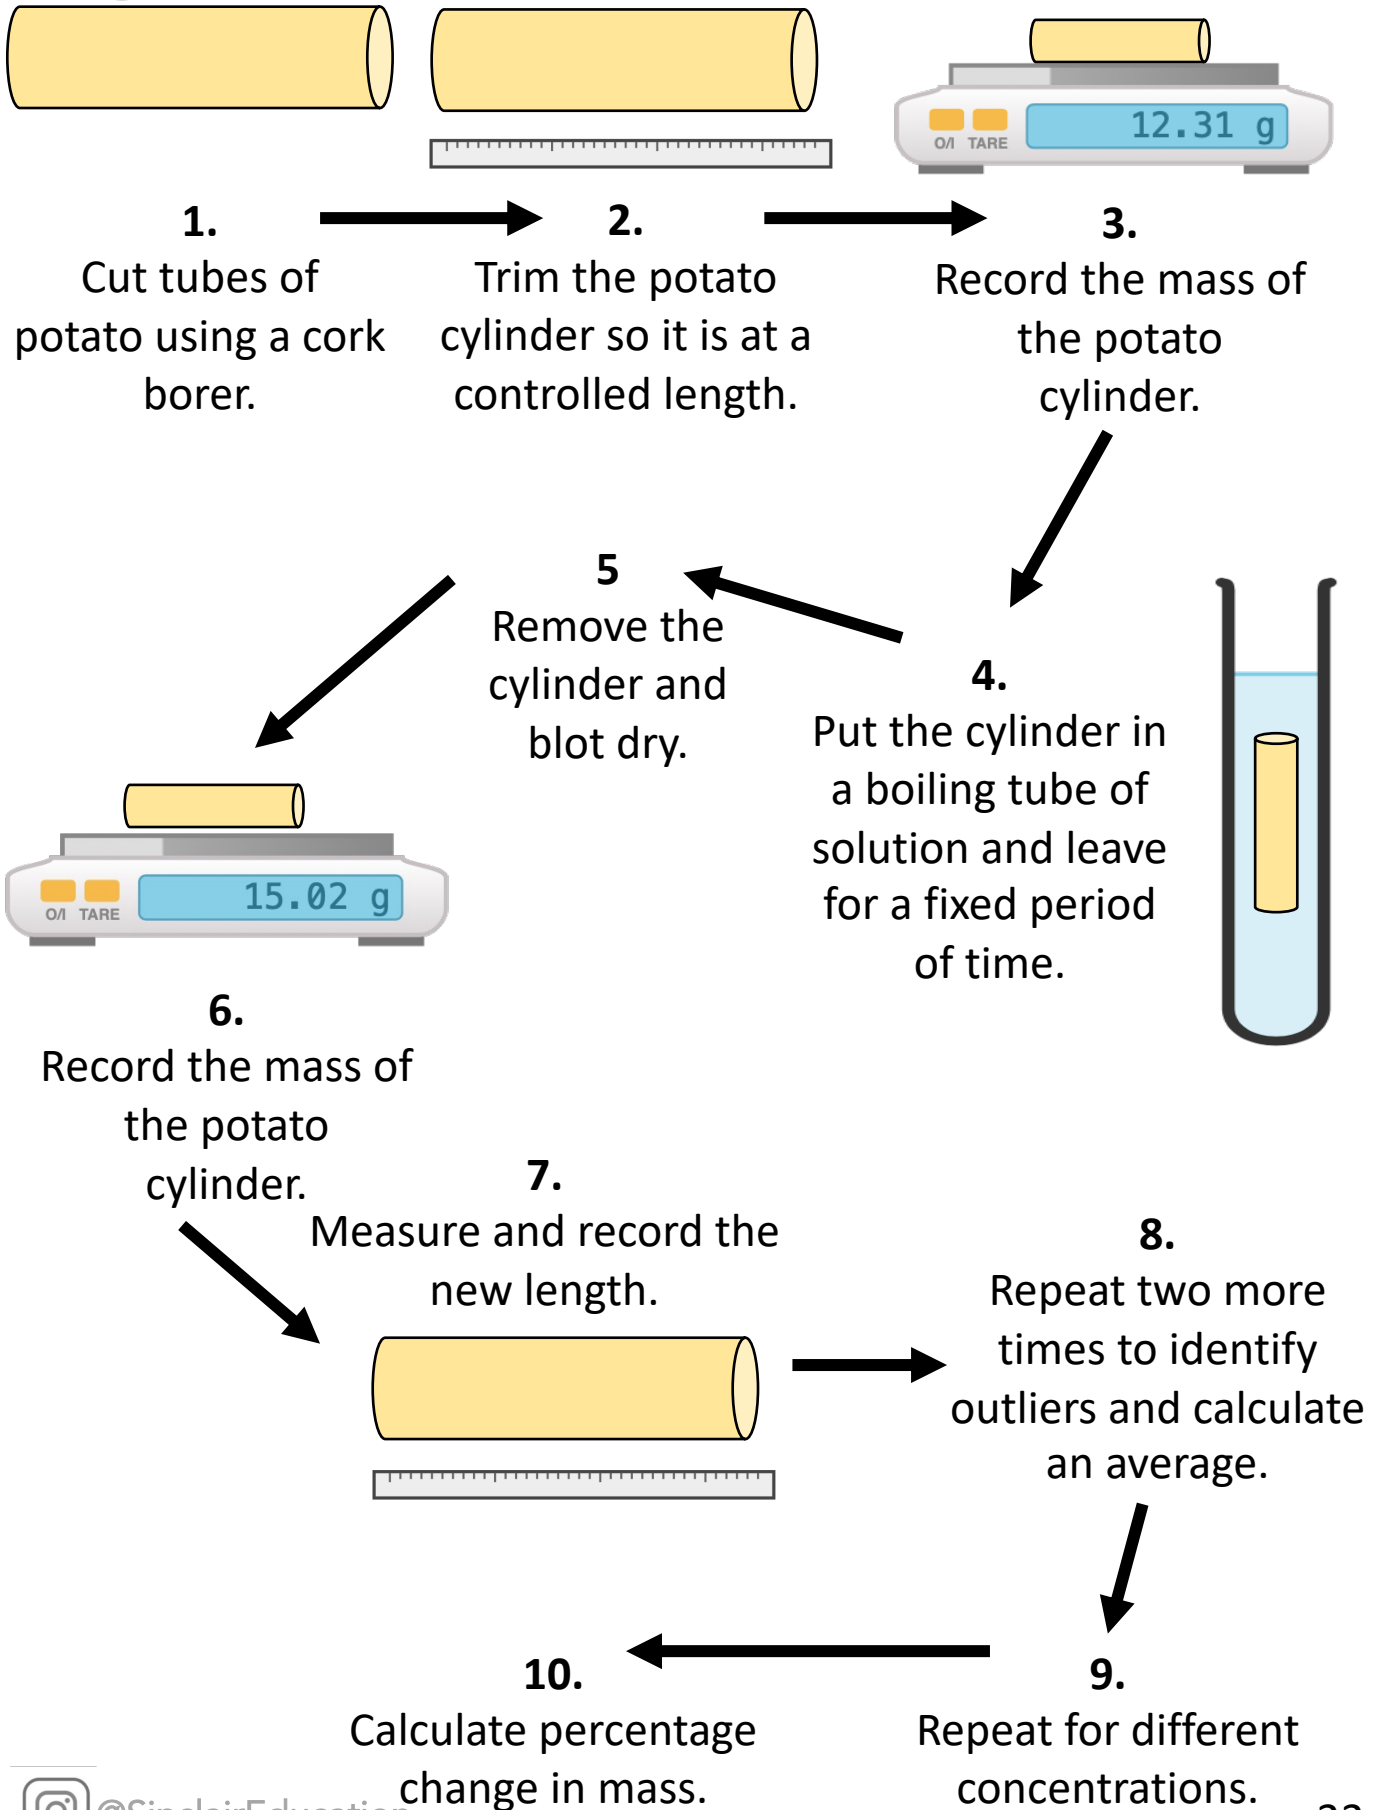 12.31 g
O/I TARE
1.
Cut tubes of
potato using a cork
borer.
2.
Trim the potato
cylinder so it is at a
controlled length.
3.
Record the mass of
the potato
cylinder.
4.
Put the cylinder in
a boiling tube of
solution and leave
for a fixed period
of time.
5
Remove the
cylinder and
blot dry.
15.02 g
O/I TARE
6.
Record the mass of
the potato
cylinder.
7.
Measure and record the
new length.
8.
Repeat two more
times to identify
outliers and calculate
an average.
9.
Repeat for different
concentrations.
10.
Calculate percentage
change in mass.
@SinclairEducation